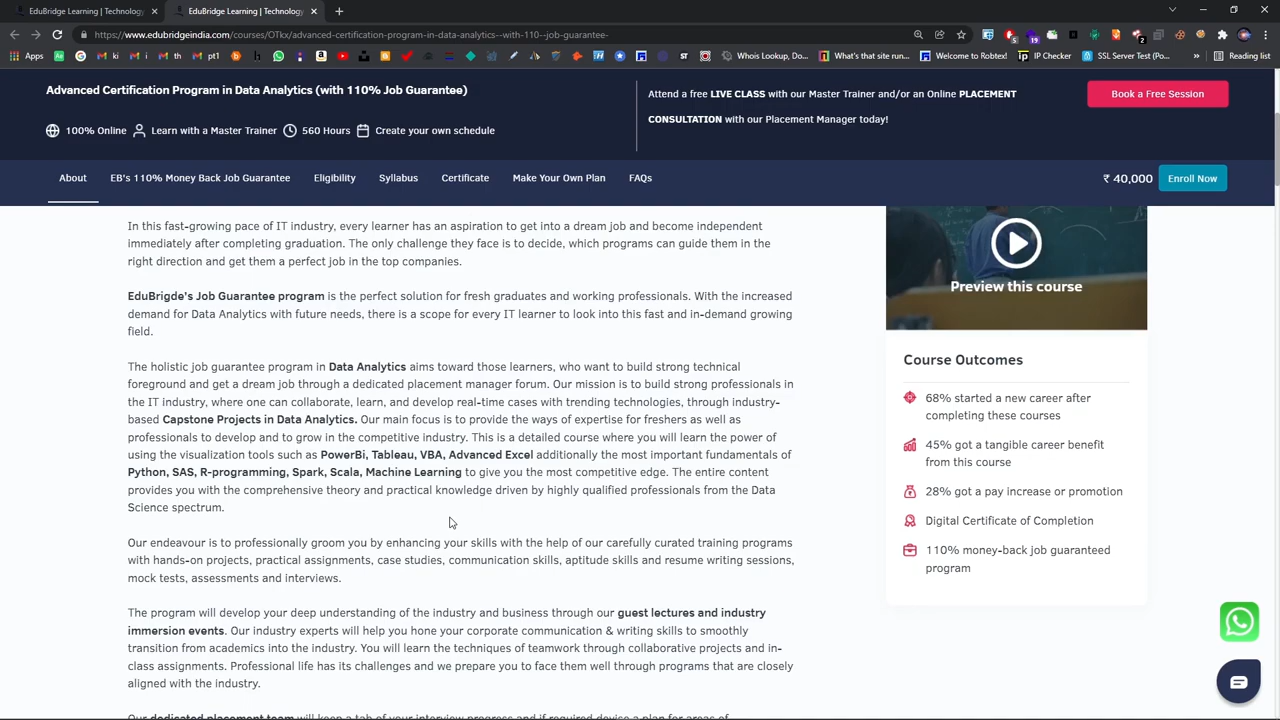 EduBridge Learning | Technology
EduBridge Learning | Technology
https://www.edubridgeindia.com/courses/OTkx/advanced-certification-program-in-data-analytics--with-110--job-guarantee-
Apps
ki
i
th
pt1
b
ST
Whois Lookup, Do...
What's that site run...
Welcome to Robtex!
IP Checker
SSL Server Test (Po...
Reading list
Advanced Certification Program in Data Analytics (with 110% Job Guarantee)
100% Online
Learn with a Master Trainer
560 Hours
Create your own schedule
Attend a free LIVE CLASS with our Master Trainer and/or an Online PLACEMENT
CONSULTATION with our Placement Manager today!
Book a Free Session
About
EB's 110% Money Back Job Guarantee
Eligibility
Syllabus
Certificate
Make Your Own Plan
FAQs
₹ 40,000
Enroll Now
In this fast-growing pace of IT industry, every learner has an aspiration to get into a dream job and become independent
immediately after completing graduation. The only challenge they face is to decide, which programs can guide them in the
right direction and get them a perfect job in the top companies.
EduBrigde's Job Guarantee program is the perfect solution for fresh graduates and working professionals. With the increased
demand for Data Analytics with future needs, there is a scope for every IT learner to look into this fast and in-demand growing
field.
The holistic job guarantee program in Data Analytics aims toward those learners, who want to build strong technical
foreground and get a dream job through a dedicated placement manager forum. Our mission is to build strong professionals in
the IT industry, where one can collaborate, learn, and develop real-time cases with trending technologies, through industry-
based Capstone Projects in Data Analytics. Our main focus is to provide the ways of expertise for freshers as well as
professionals to develop and to grow in the competitive industry. This is a detailed course where you will learn the power of
using the visualization tools such as PowerBi, Tableau, VBA, Advanced Excel additionally the most important fundamentals of
Python, SAS, R-programming, Spark, Scala, Machine Learning to give you the most competitive edge. The entire content
provides you with the comprehensive theory and practical knowledge driven by highly qualified professionals from the Data
Science spectrum.
Our endeavour is to professionally groom you by enhancing your skills with the help of our carefully curated training programs
with hands-on projects, practical assignments, case studies, communication skills, aptitude skills and resume writing sessions,
mock tests, assessments and interviews.
The program will develop your deep understanding of the industry and business through our guest lectures and industry
immersion events. Our industry experts will help you hone your corporate communication & writing skills to smoothly
transition from academics into the industry. You will learn the techniques of teamwork through collaborative projects and in-
class assignments. Professional life has its challenges and we prepare you to face them well through programs that are closely
aligned with the industry.
Our dedicated placement team will keep a tab of your interview progress and if required devise a plan for areas of
Preview this course
Course Outcomes
68% started a new career after
completing these courses
45% got a tangible career benefit
from this course
28% got a pay increase or promotion
Digital Certificate of Completion
110% money-back job guaranteed
program